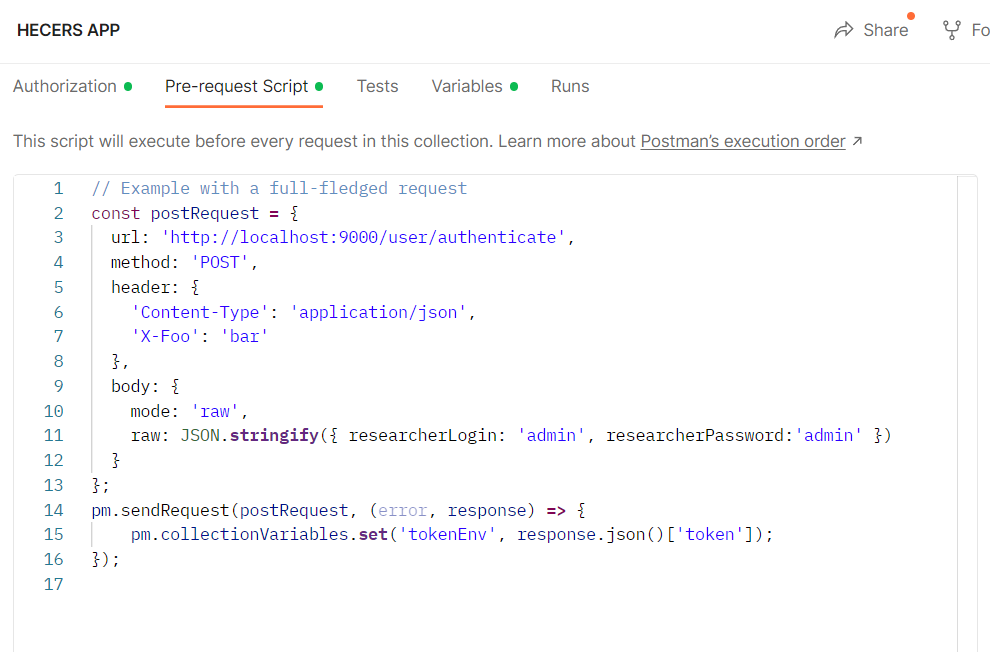 HECERS APP
Share
Fo
Authorization
Pre-request Script
Tests
Variables
Runs
This script will execute before every request in this collection. Learn more about Postman's execution order ↗
1 // Example with a full-fledged request
2 const postRequest = {
3   url: 'http://localhost:9000/user/authenticate',
4   method: 'POST',
5   header: {
6     'Content-Type': 'application/json',
7     'X-Foo': 'bar'
8   },
9   body: {
10     mode: 'raw',
11     raw: JSON.stringify({ researcherLogin: 'admin', researcherPassword:'admin' })
12   }
13 };
14 pm.sendRequest(postRequest, (error, response) => {
15     pm.collectionVariables.set('tokenEnv', response.json()['token']);
16 });
17